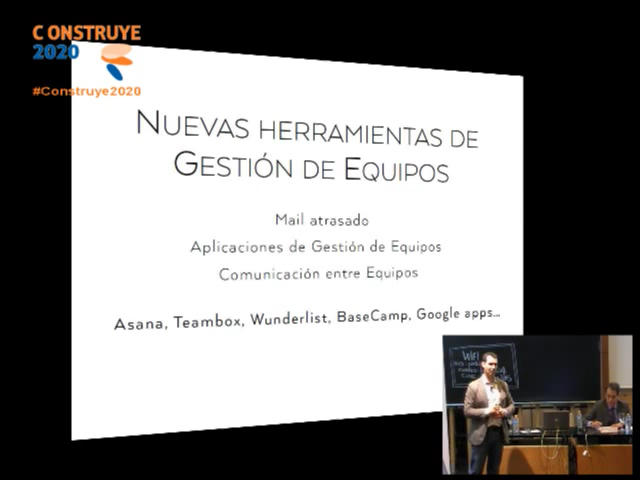 CONSTRUYE
2020
#Construye2020
NUEVAS HERRAMIENTAS DE
GESTIÓN DE EQUIPOS
Mail atrasado
Aplicaciones de Gestión de Equipos
Comunicación entre Equipos
Asana, Teambox, Wunderlist, BaseCamp, Google apps...
WiFi